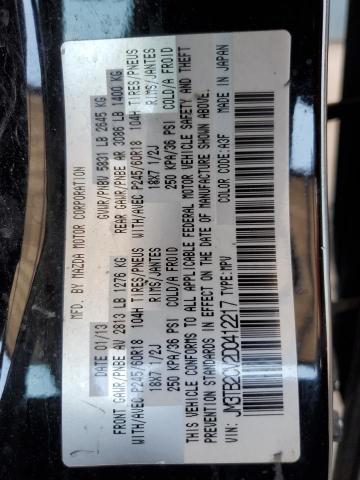 MFD. BY MAZDA MOTOR CORPORATION
DATE 01/13 GVWR/PNBV 5831 LB 2645 KG
FRONT GAWR/PNBE AV 2813 LB 1276 KG REAR GAWR/PNBE AR 3086 LB 1400 KG
WITH/AVEC P245/60R18 104H TIRES/PNEUS WITH/AVEC P245/60R18 104H TIRES/PNEUS
18X7 1/2J RIMS/JANTES 18X7 1/2J RIMS/JANTES
250 KPA/36 PSI COLD/A FROID 250 KPA/36 PSI COLD/A FROID
THIS VEHICLE CONFORMS TO ALL APPLICABLE FEDERAL MOTOR VEHICLE SAFETY AND THEFT
PREVENTION STANDARDS IN EFFECT ON THE DATE OF MANUFACTURE SHOWN ABOVE.
VIN: JM3TB2CV2D0412217 TYPE: MPV COLOR CODE: A3F MADE IN JAPAN